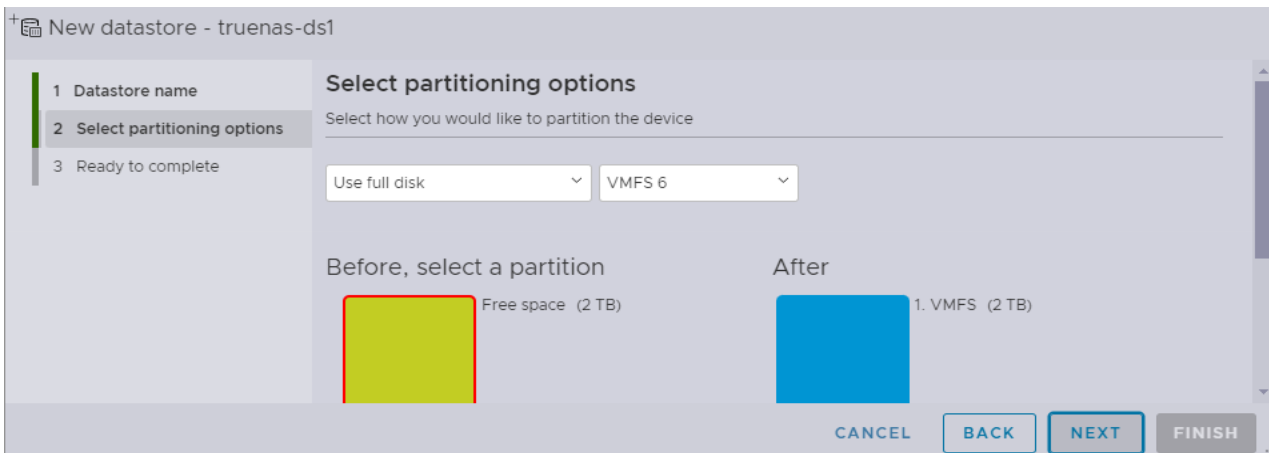 New datastore - truenas-ds1
1 Datastore name
2 Select partitioning options
3 Ready to complete
Select partitioning options
Select how you would like to partition the device
Use full disk
VMFS 6
Before, select a partition
After
Free space (2 TB)
1. VMFS (2 TB)
CANCEL
BACK
NEXT
FINISH